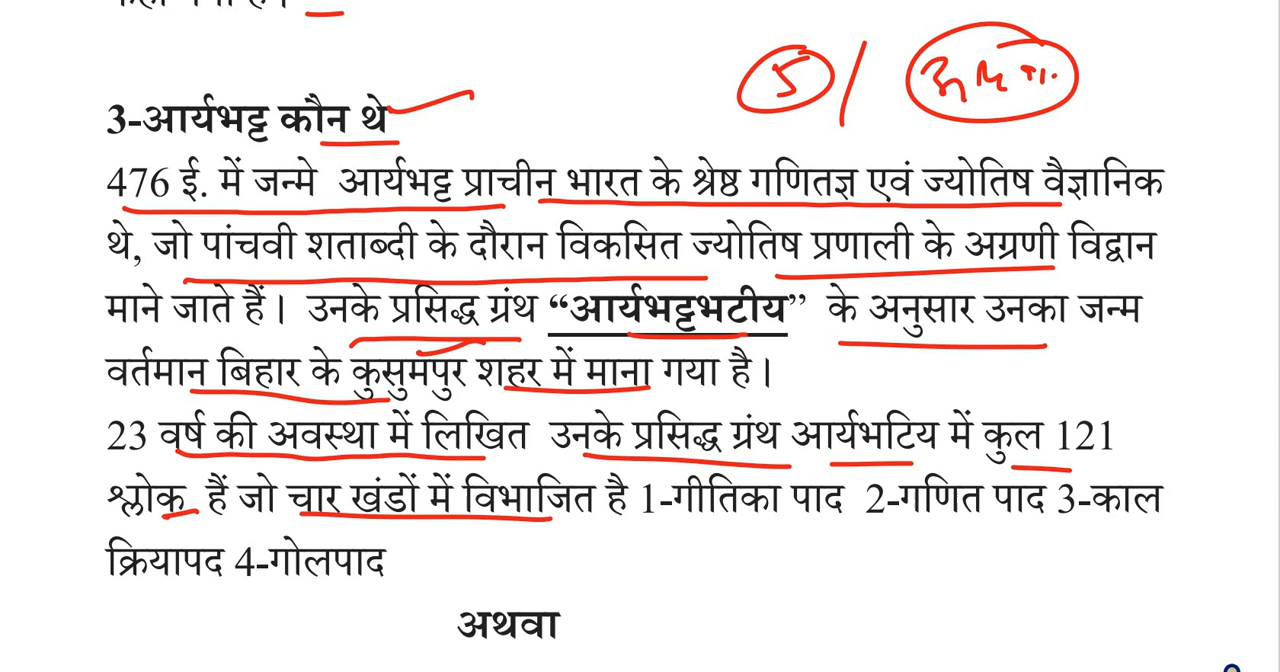 5
3-आर्यभट्ट कौन थे
476 ई. में जन्मे आर्यभट्ट प्राचीन भारत के श्रेष्ठ गणितज्ञ एवं ज्योतिष वैज्ञानिक
थे, जो पांचवी शताब्दी के दौरान विकसित ज्योतिष प्रणाली के अग्रणी विद्वान
माने जाते हैं। उनके प्रसिद्ध ग्रंथ “आर्यभट्टभटीय” के अनुसार उनका जन्म
वर्तमान बिहार के कुसुमपुर शहर में माना गया है।
23 वर्ष की अवस्था में लिखित उनके प्रसिद्ध ग्रंथ आर्यभटिय में कुल 121
श्लोक हैं जो चार खंडों में विभाजित है 1-गीतिका पाद 2-गणित पाद 3-काल
क्रियापद 4-गोलपाद
अथवा